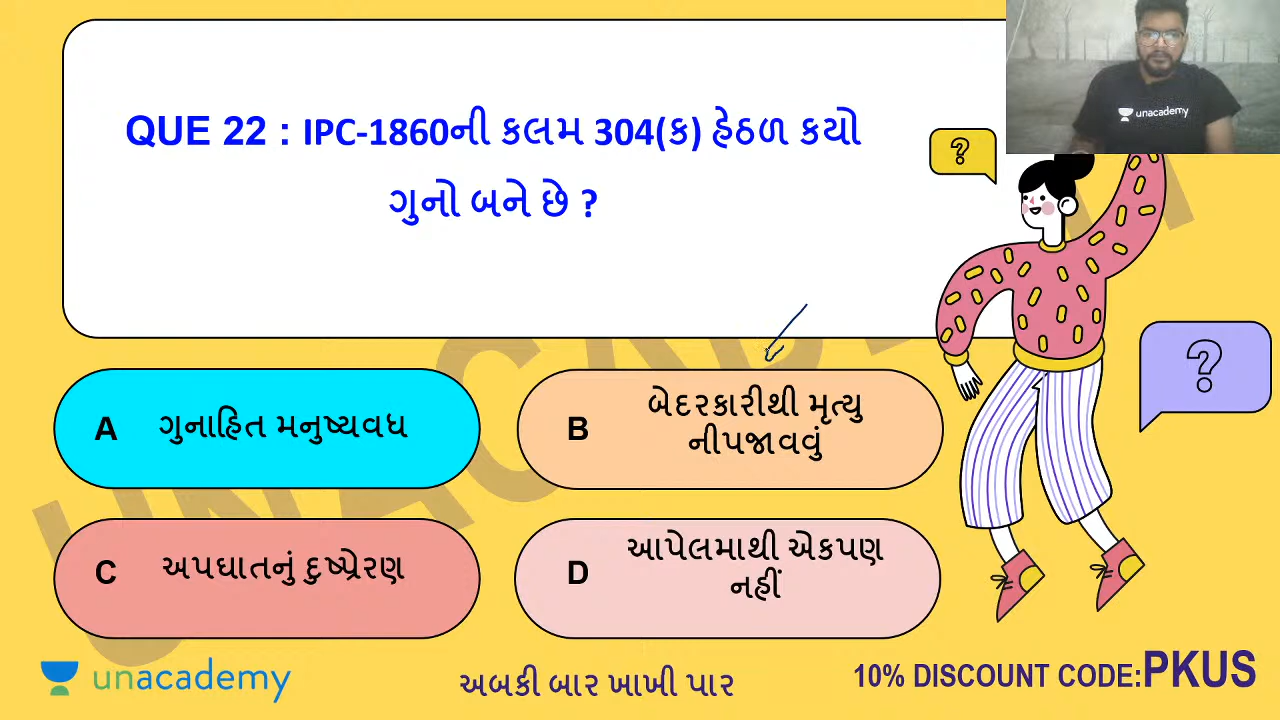 QUE 22 : IPC-1860ની કલમ 304(ક) હેઠળ કયો
ગુનો બને છે ?
unacademy
?
?
A ગુનાહિત મનુષ્યવધ
B બેદરકારીથી મૃત્યુ
નીપજાવવું
C અપઘાતનું દુષ્પ્રેરણ
D આપેલમાથી એકપણ
નહીં
UNACADEMY
unacademy
અબકી બાર ખાખી પાર
10% DISCOUNT CODE:PKUS